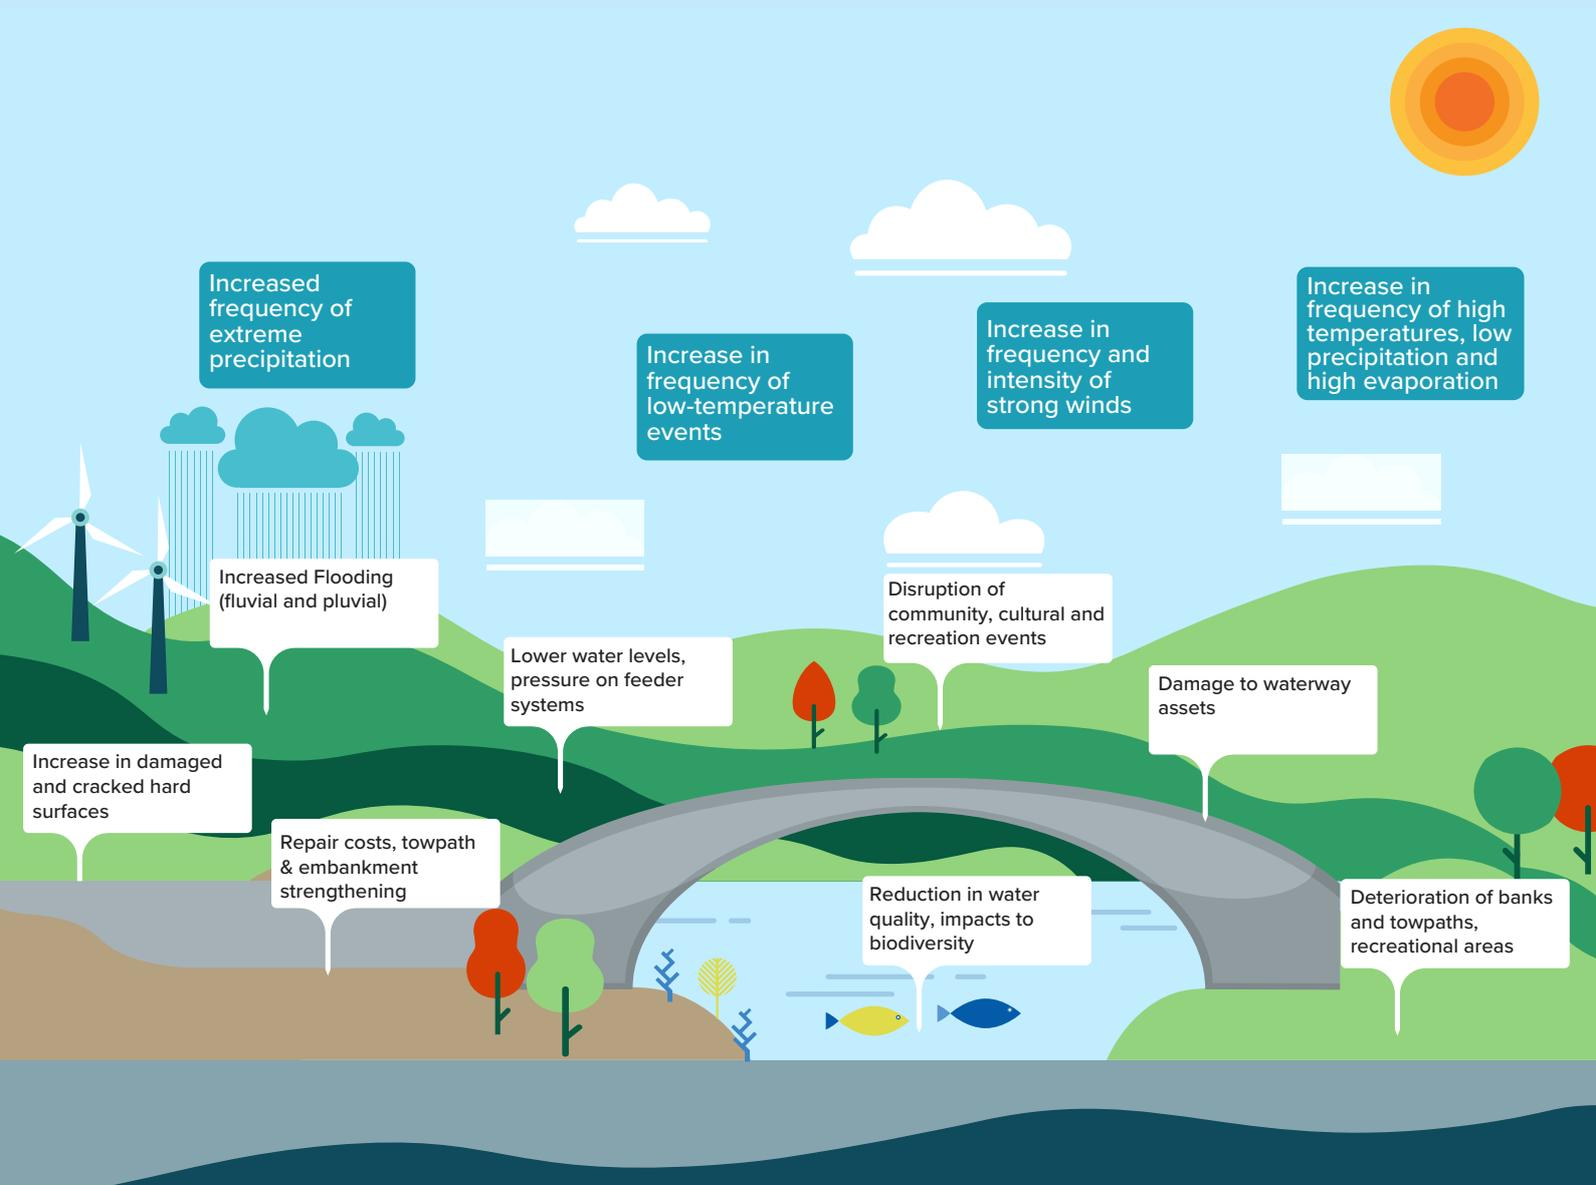 Increased
frequency of
extreme
precipitation
Increase in
frequency of
low-temperature
events
Increase in
frequency and
intensity of
strong winds
Increase in
frequency of high
temperatures, low
precipitation and
high evaporation
Increased Flooding
(fluvial and pluvial)
Lower water levels,
pressure on feeder
systems
Disruption of
community, cultural and
recreation events
Damage to waterway
assets
Increase in damaged
and cracked hard
surfaces
Repair costs, towpath
& embankment
strengthening
Reduction in water
quality, impacts to
biodiversity
Deterioration of banks
and towpaths,
recreational areas